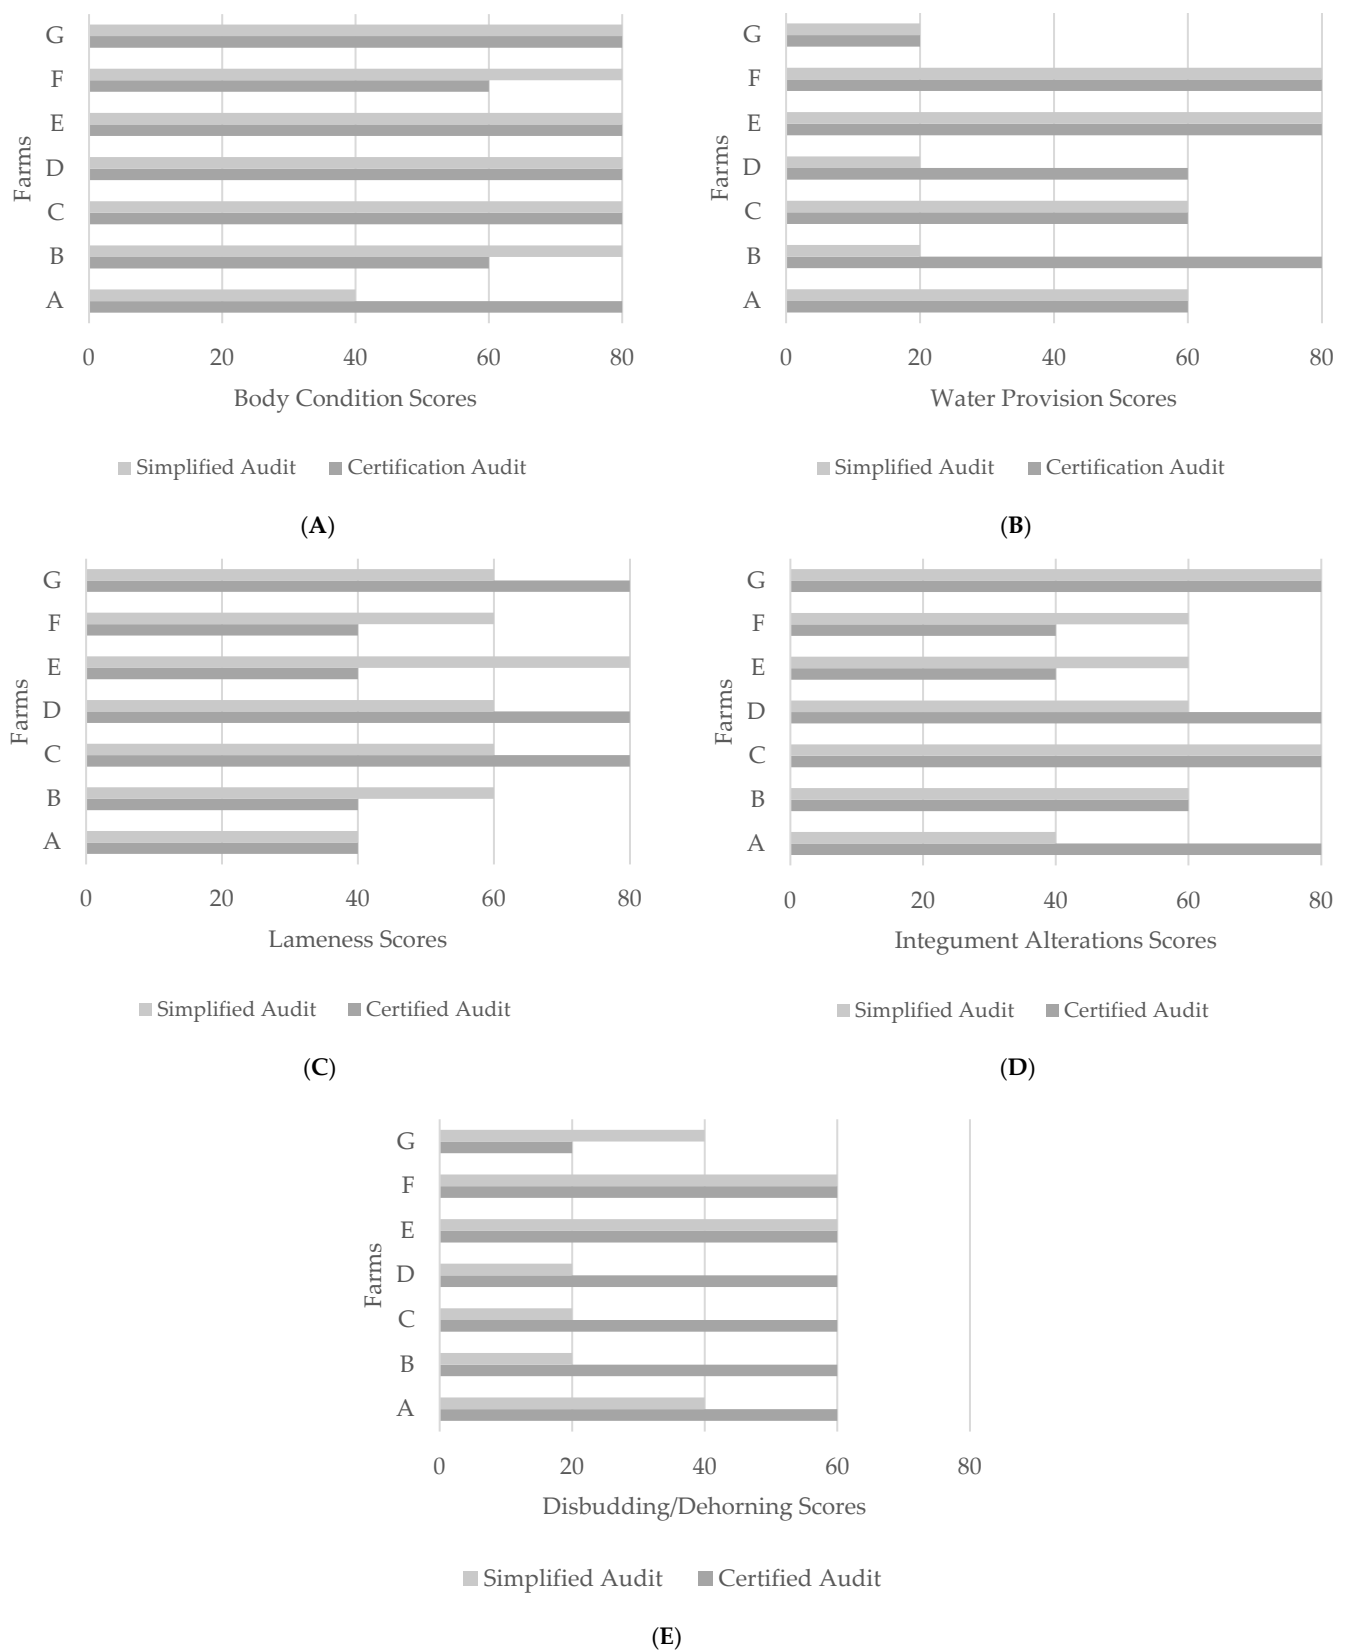 G
F
E
D
C
B
A
Farms
0 20 40 60 80
Body Condition Scores
Simplified Audit Certification Audit
(A)
G
F
E
D
C
B
A
Farms
0 20 40 60 80
Water Provision Scores
Simplified Audit Certification Audit
(B)
G
F
E
D
C
B
A
Farms
0 20 40 60 80
Lameness Scores
Simplified Audit Certified Audit
(C)
G
F
E
D
C
B
A
Farms
0 20 40 60 80
Integument Alterations Scores
Simplified Audit Certified Audit
(D)
G
F
E
D
C
B
A
Farms
0 20 40 60 80
Disbudding/Dehorning Scores
Simplified Audit Certified Audit
(E)